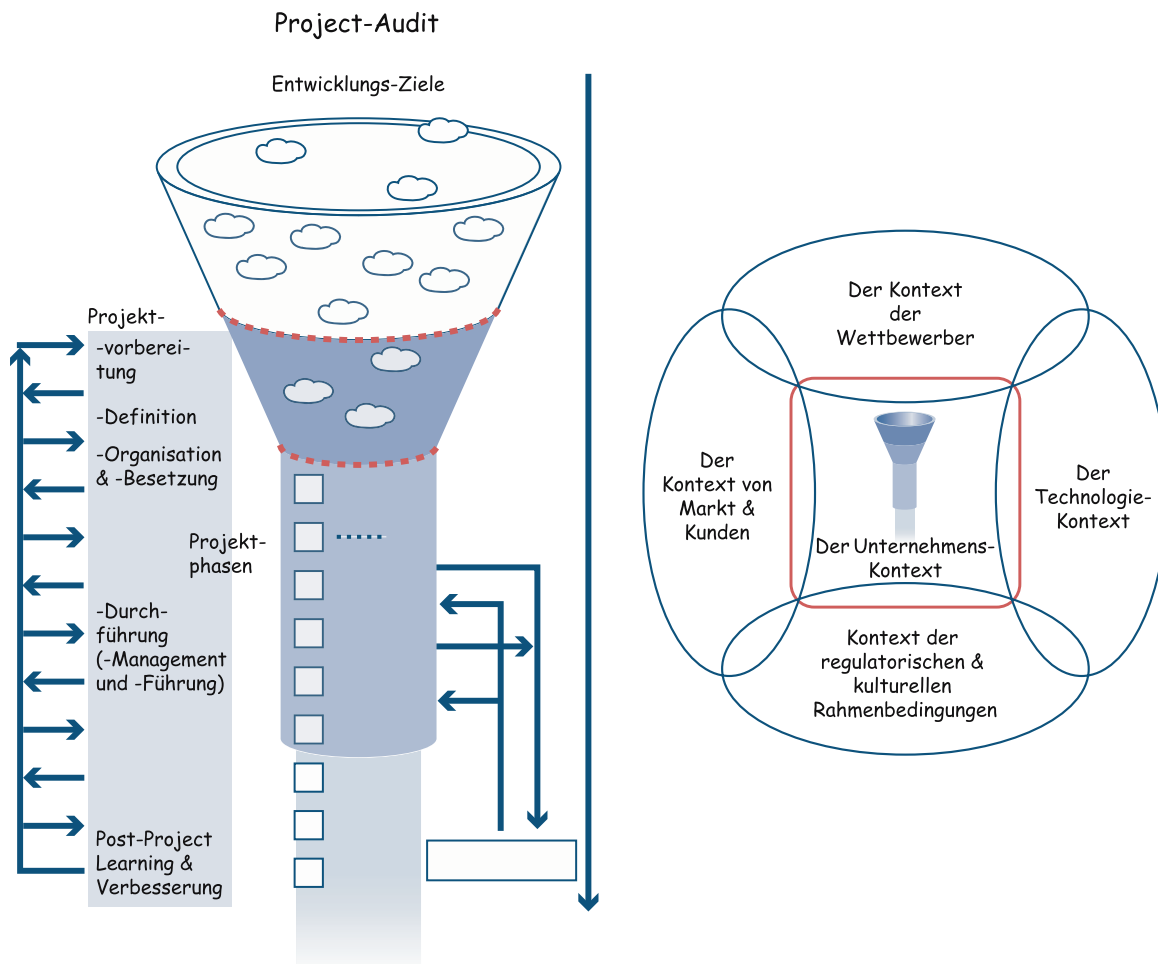 Project-Audit
Entwicklungs-Ziele
Projekt-
-vorberei-
tung
-Definition
-Organisation
& -Besetzung
Projekt-
phasen
-Durch-
führung
(-Management
und -Führung)
Post-Project
Learning &
Verbesserung
Der Kontext
der
Wettbewerber
Der
Kontext von
Markt &
Kunden
Der
Technologie-
Kontext
Der Unternehmens-
Kontext
Kontext der
regulatorischen &
kulturellen
Rahmenbedingungen